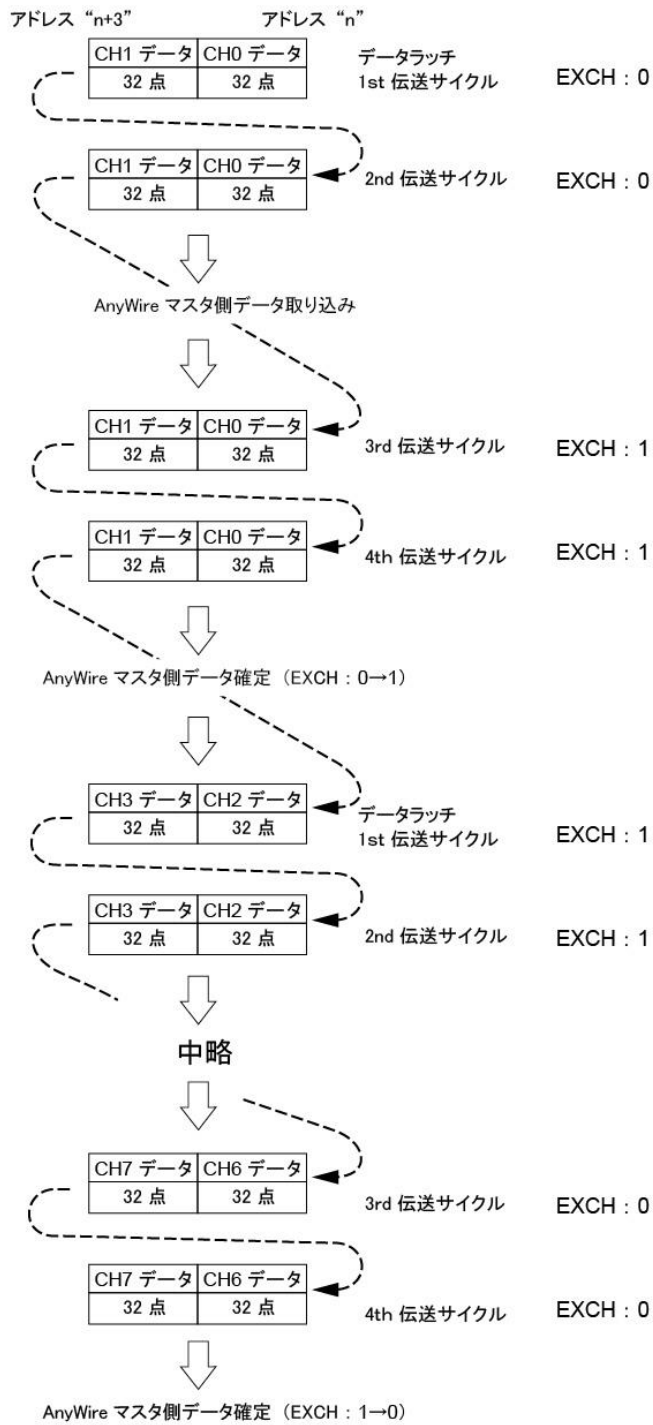 アドレス “n+3” アドレス “n”
CH1 データ CH0 データ データラッチ
32 点 32 点 1st 伝送サイクル EXCH：0
CH1 データ CH0 データ
32 点 32 点 2nd 伝送サイクル EXCH：0
AnyWire マスタ側データ取り込み
CH1 データ CH0 データ
32 点 32 点 3rd 伝送サイクル EXCH：1
CH1 データ CH0 データ
32 点 32 点 4th 伝送サイクル EXCH：1
AnyWire マスタ側データ確定（EXCH：0→1）
CH3 データ CH2 データ データラッチ
32 点 32 点 1st 伝送サイクル EXCH：1
CH3 データ CH2 データ
32 点 32 点 2nd 伝送サイクル EXCH：1
中略
CH7 データ CH6 データ
32 点 32 点 3rd 伝送サイクル EXCH：0
CH7 データ CH6 データ
32 点 32 点 4th 伝送サイクル EXCH：0
AnyWire マスタ側データ確定（EXCH：1→0）